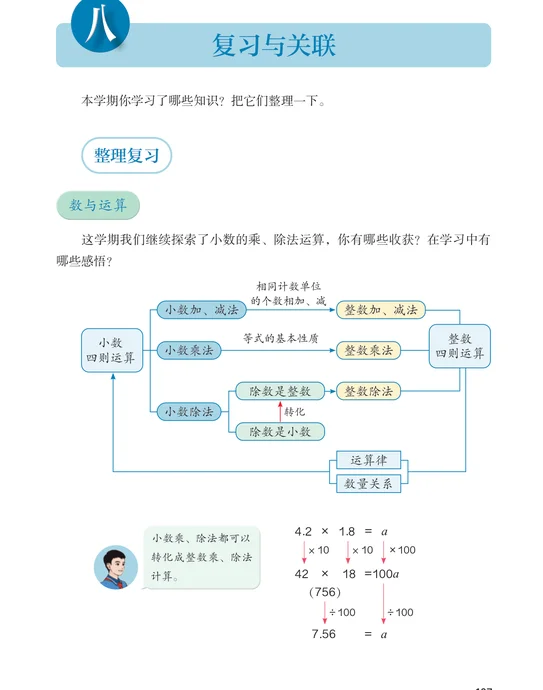 八
复习与关联
本学期你学习了哪些知识？把它们整理一下。
整理复习
数与运算
这学期我们继续探索了小数的乘、除法运算，你有哪些收获？在学习中有
哪些感悟？
相同计数单位
的个数相加、减
小数加、减法
整数加、减法
小数
四则运算
等式的基本性质
小数乘法
整数乘法
整数
四则运算
除数是整数
整数除法
小数除法
转化
除数是小数
运算律
数量关系
小数乘、除法都可以
转化成整数乘、除法
计算。
4.2 × 1.8 = a
×10 ×10 ×100
42 × 18 =100a
(756)
÷100 ÷100
7.56 = a